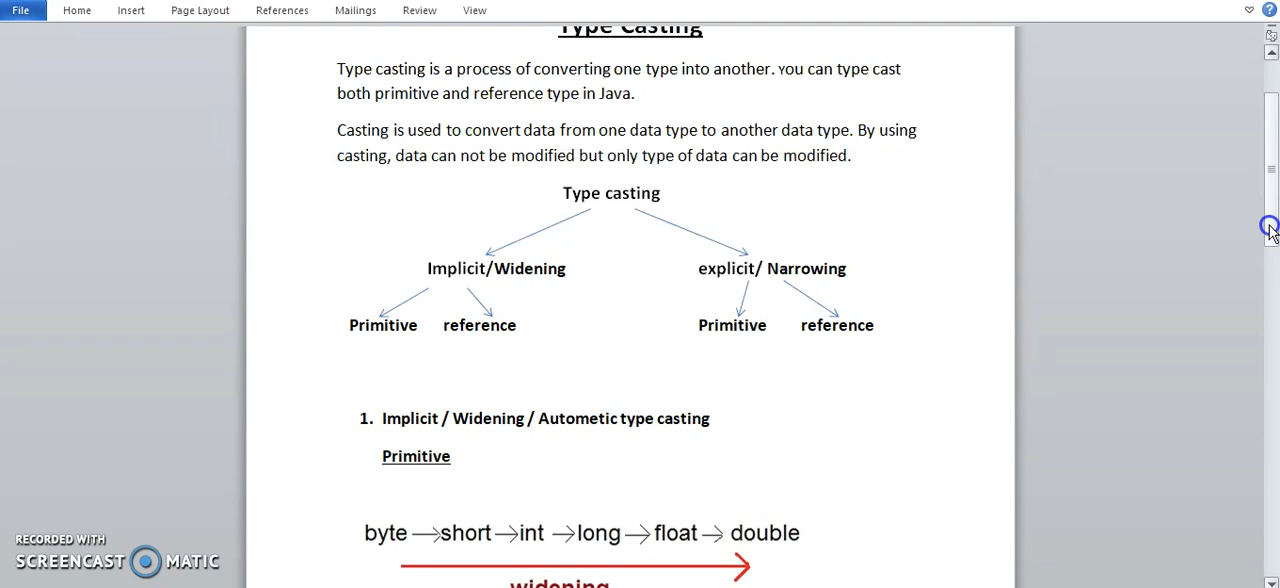 File Home Insert Page Layout References Mailings Review View
Type Casting
Type casting is a process of converting one type into another. You can type cast
both primitive and reference type in Java.
Casting is used to convert data from one data type to another data type. By using
casting, data can not be modified but only type of data can be modified.
Type casting
Implicit/Widening explicit/ Narrowing
Primitive reference Primitive reference
1. Implicit / Widening / Autometic type casting
Primitive
byte →short→int →long→float→ double
widening
RECORDED WITH
SCREENCAST MATIC